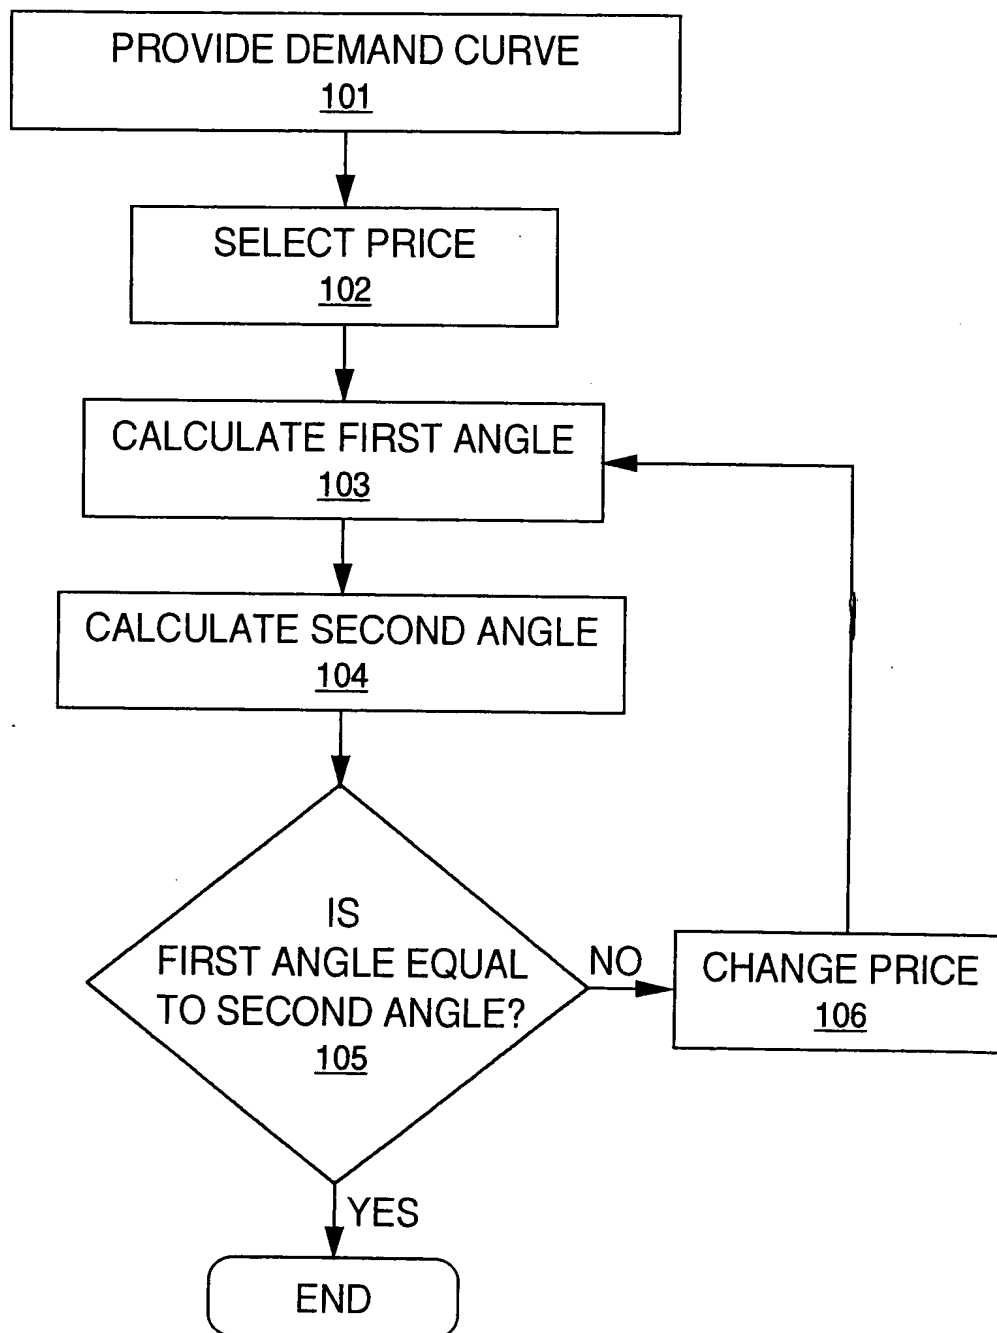 PROVIDE DEMAND CURVE
101
SELECT PRICE
102
CALCULATE FIRST ANGLE
103
CALCULATE SECOND ANGLE
104
IS
FIRST ANGLE EQUAL
TO SECOND ANGLE?
105
NO
CHANGE PRICE
106
YES
END